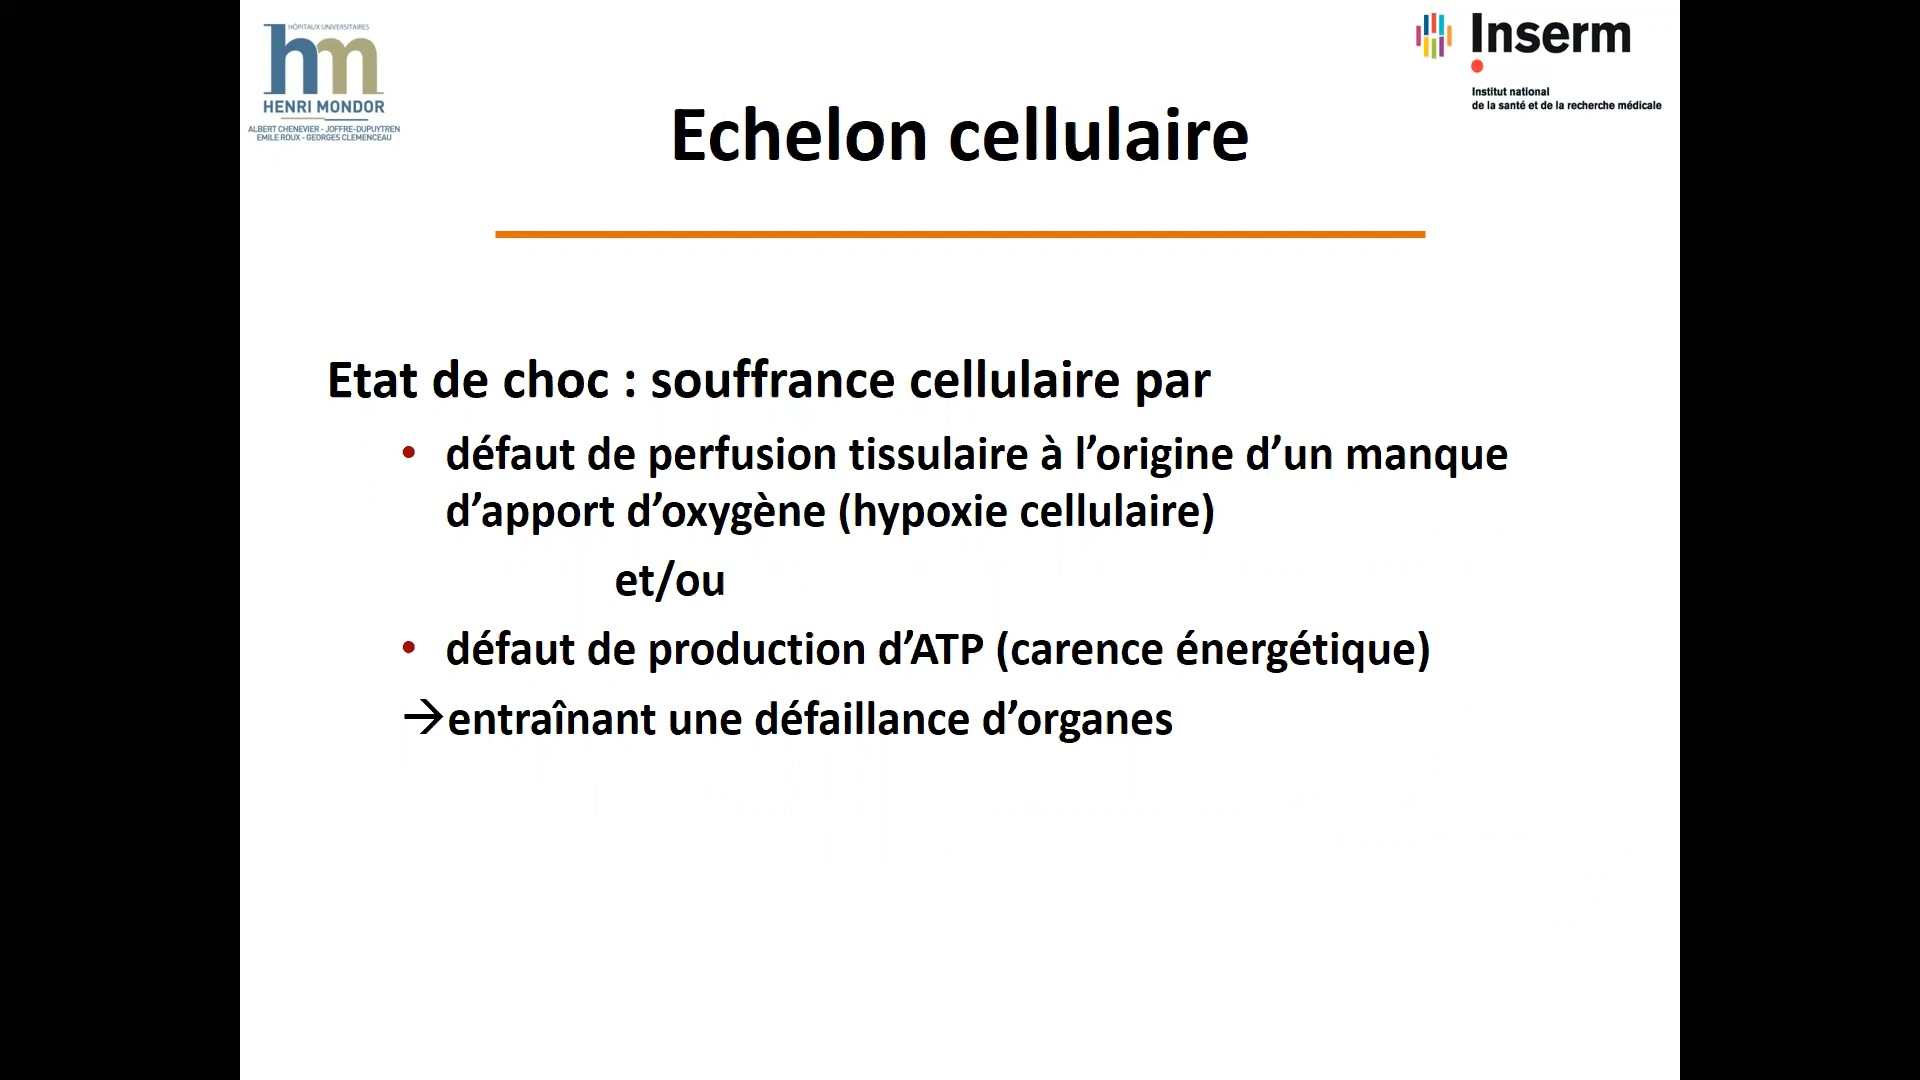 HÔPITAUX UNIVERSITAIRES
hm
HENRI MONDOR
ALBERT CHENEVIER - JOFFRE-DUPUYTREN
EMILE ROUX - GEORGES CLEMENCEAU
Inserm
Institut national
de la santé et de la recherche médicale
Echelon cellulaire
Etat de choc : souffrance cellulaire par
• défaut de perfusion tissulaire à l’origine d’un manque
d’apport d’oxygène (hypoxie cellulaire)
et/ou
• défaut de production d’ATP (carence énergétique)
→entraînant une défaillance d’organes